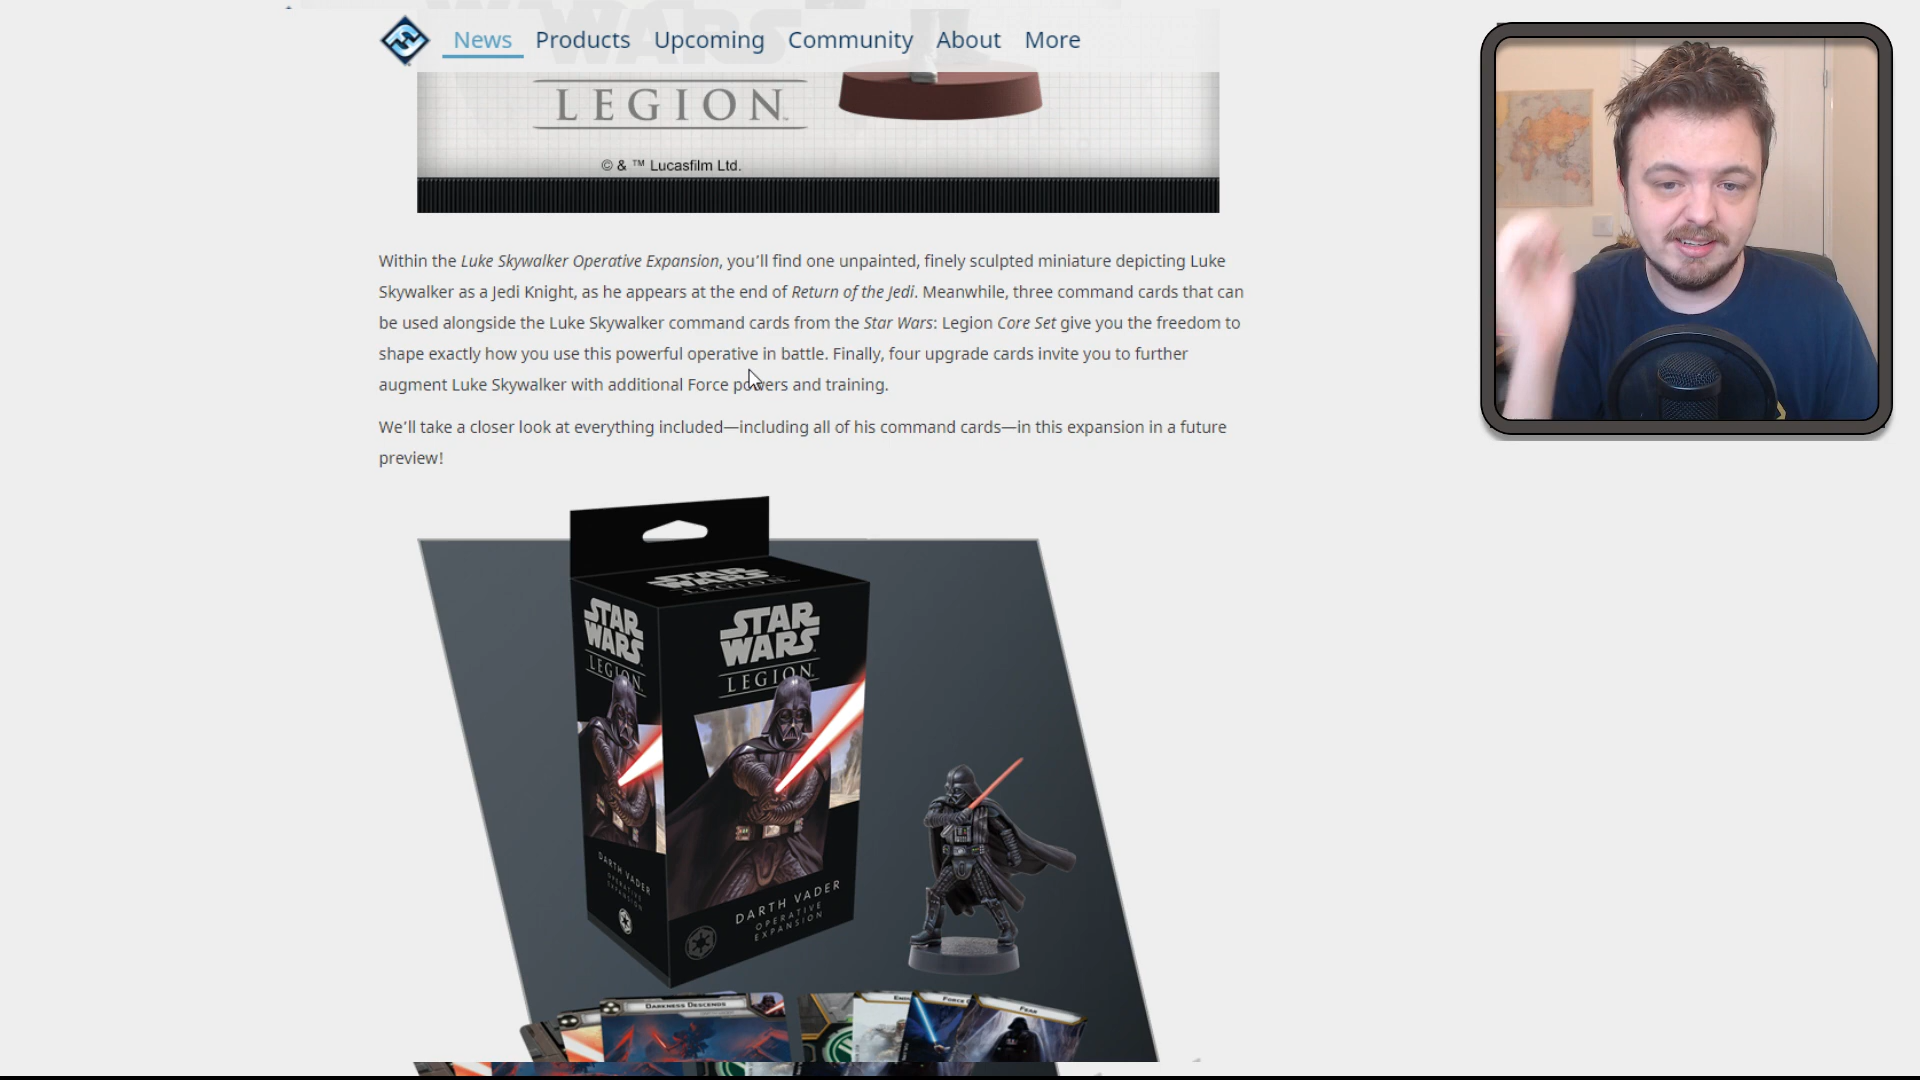 News Products Upcoming Community About More
LEGION
© & ™ Lucasfilm Ltd.
Within the Luke Skywalker Operative Expansion, you’ll find one unpainted, finely sculpted miniature depicting Luke
Skywalker as a Jedi Knight, as he appears at the end of Return of the Jedi. Meanwhile, three command cards that can
be used alongside the Luke Skywalker command cards from the Star Wars: Legion Core Set give you the freedom to
shape exactly how you use this powerful operative in battle. Finally, four upgrade cards invite you to further
augment Luke Skywalker with additional Force powers and training.
We’ll take a closer look at everything included—including all of his command cards—in this expansion in a future
preview!
STAR WARS
LEGION
STAR
WARS
LEGION
STAR
WARS
LEGION
DARTH VADER
OPERATIVE
EXPANSION
DARTH VADER
OPERATIVE
EXPANSION
DARKNESS DESCENDS
FORCE
FEAR